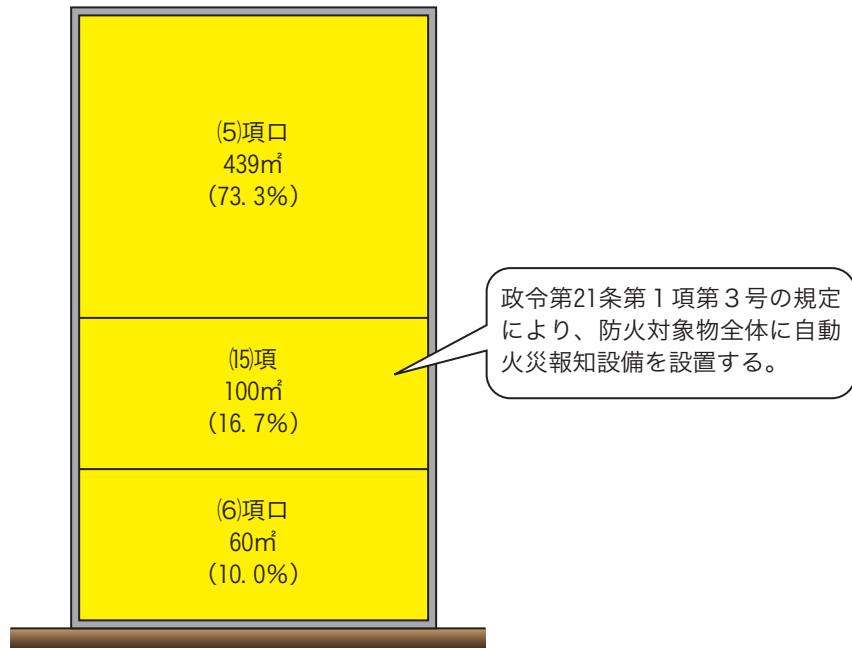 ⑸項ロ
439㎡
（73. 3％）
⒂項
100㎡
（16. 7％）
⑹項ロ
60㎡
（10. 0％）
政令第21条第１項第３号の規定
により、防火対象物全体に自動
火災報知設備を設置する。